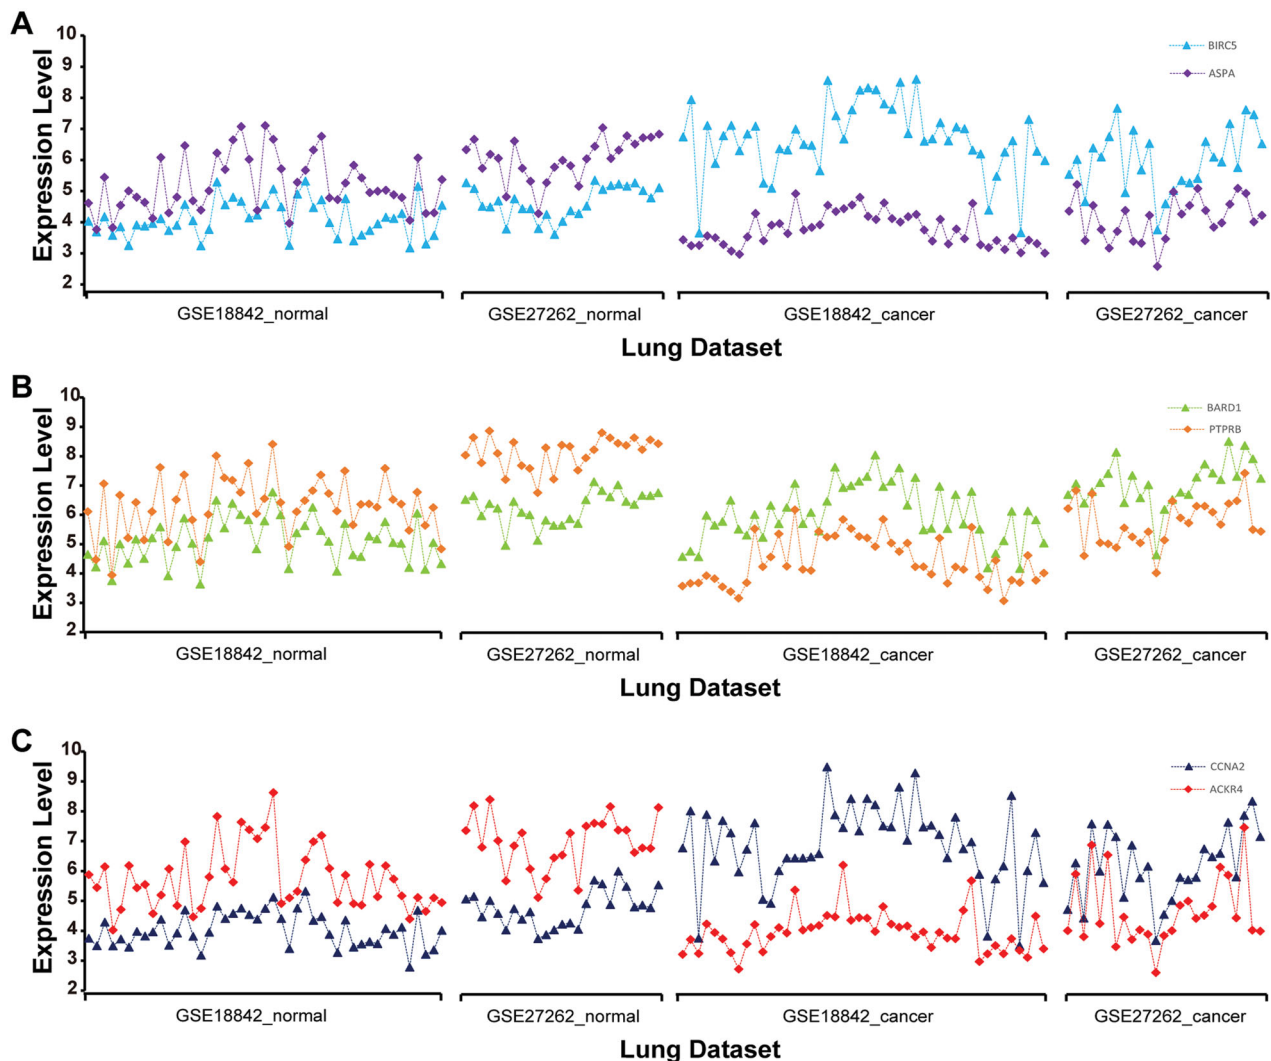 A
Expression Level
10
9
8
7
6
5
4
3
2
BIRC5
ASPA
GSE18842_normal GSE27262_normal GSE18842_cancer GSE27262_cancer
Lung Dataset
B
Expression Level
10
9
8
7
6
5
4
3
2
BARD1
PTPRB
GSE18842_normal GSE27262_normal GSE18842_cancer GSE27262_cancer
Lung Dataset
C
Expression Level
10
9
8
7
6
5
4
3
2
CCNA2
ACKR4
GSE18842_normal GSE27262_normal GSE18842_cancer GSE27262_cancer
Lung Dataset